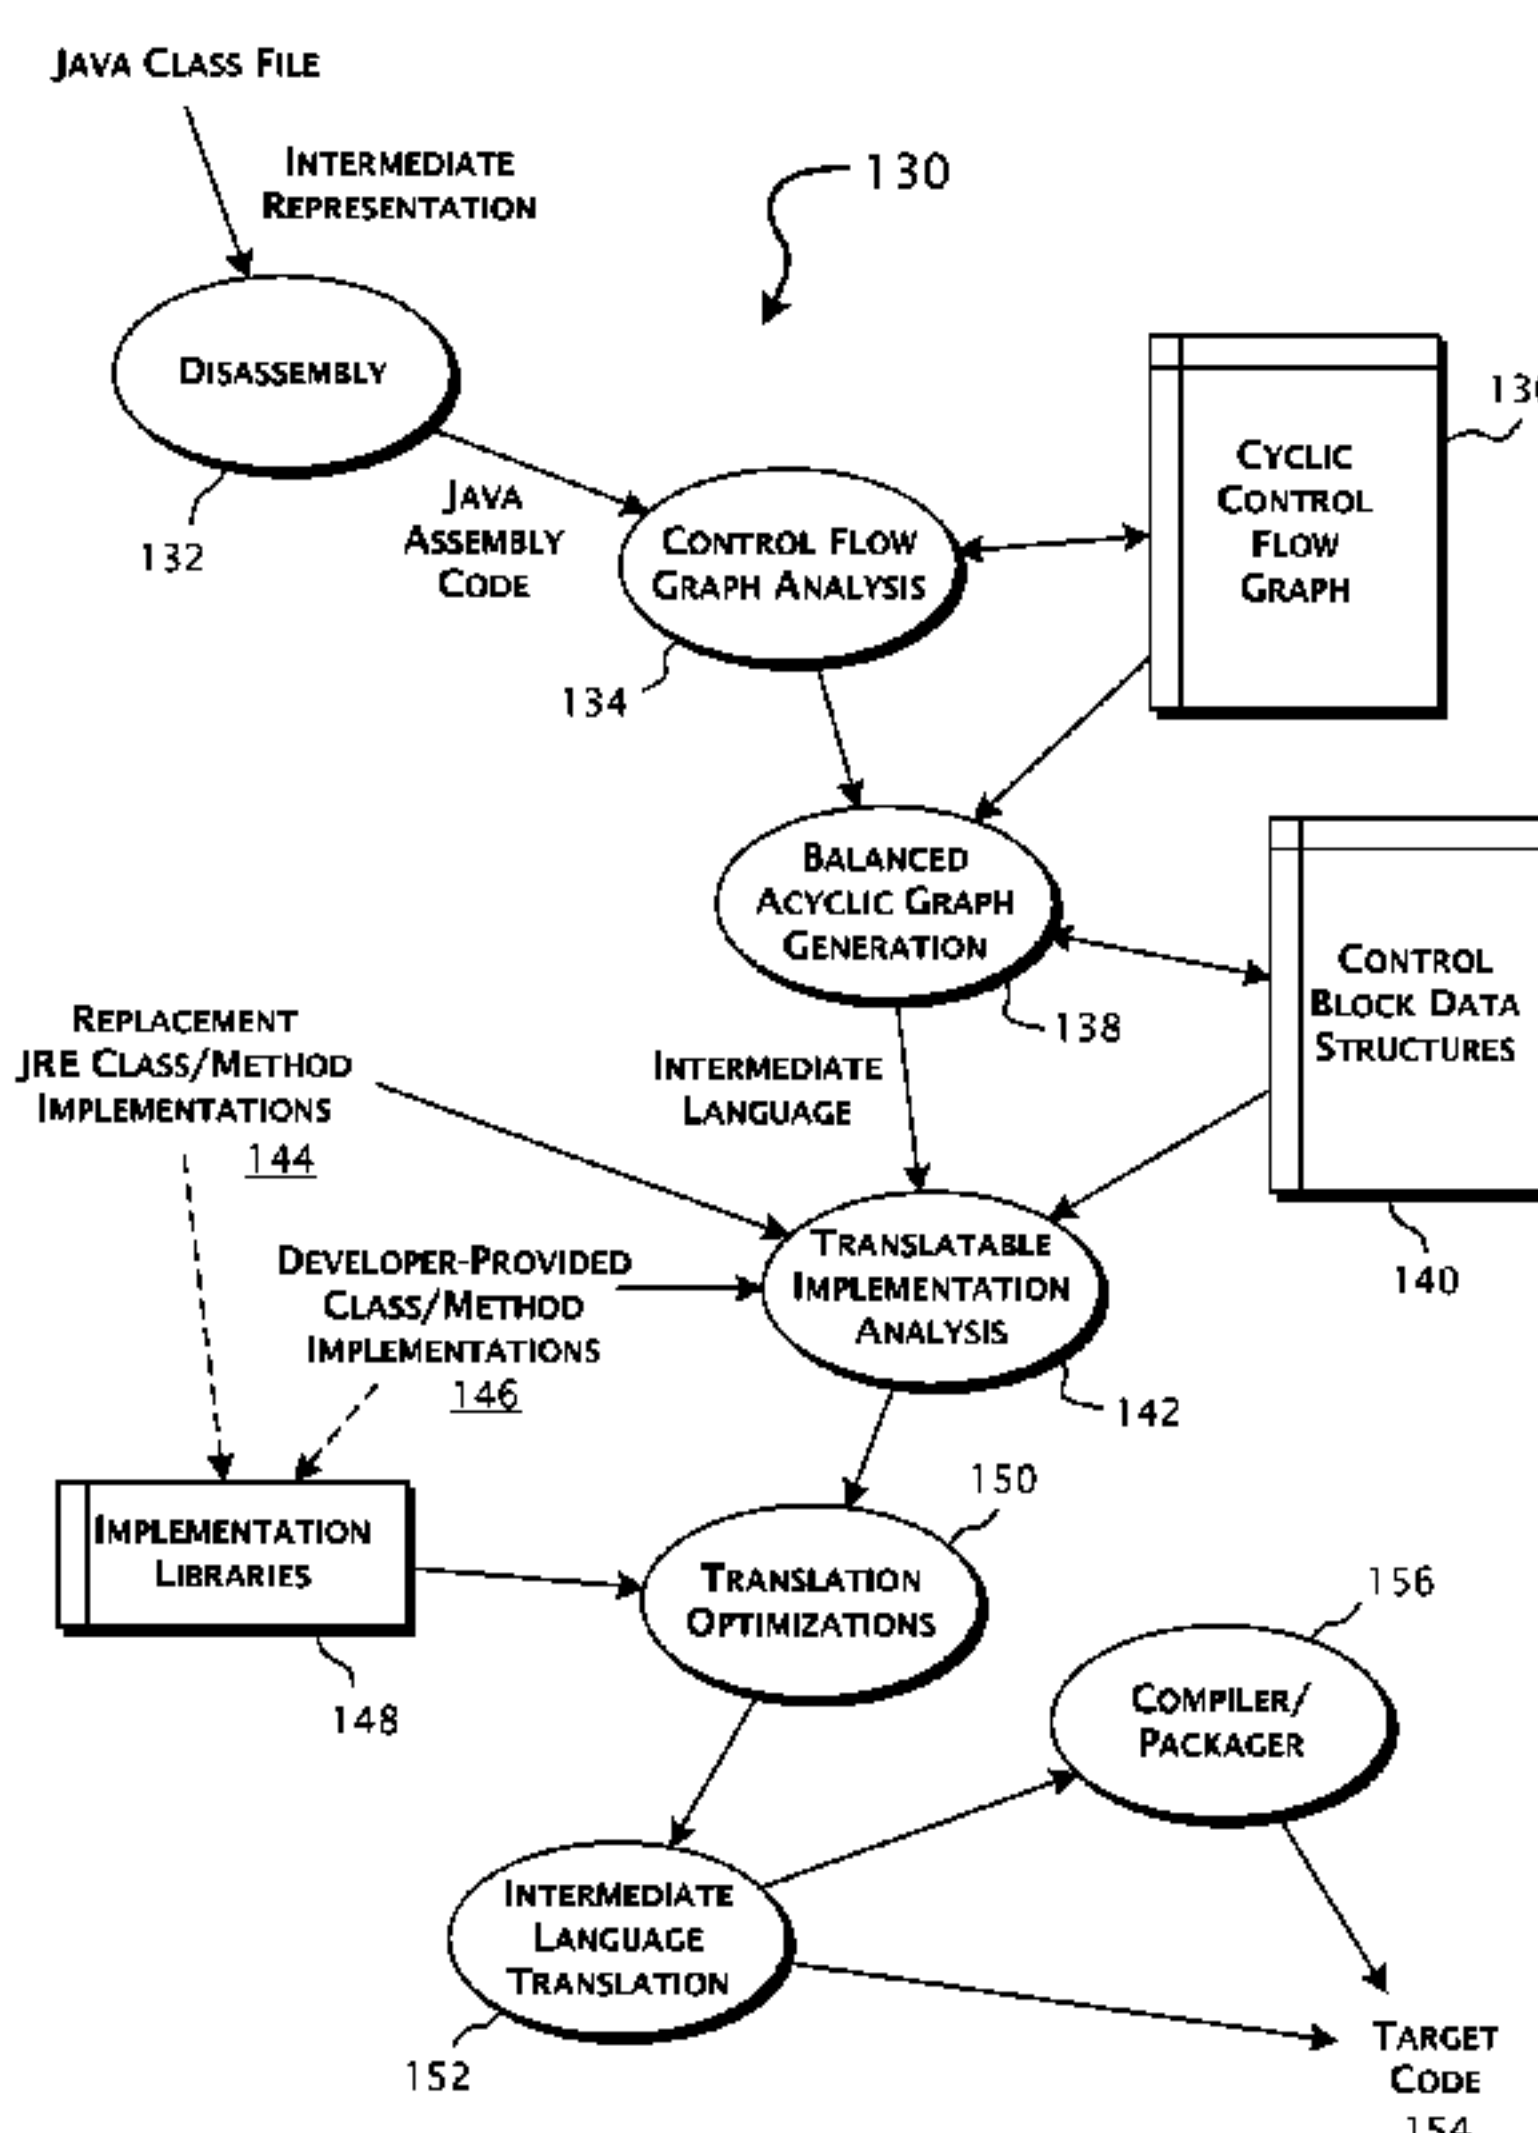 JAVA CLASS FILE
INTERMEDIATE
REPRESENTATION
130
DISASSEMBLY
132
JAVA
ASSEMBLY
CODE
CONTROL FLOW
GRAPH ANALYSIS
134
CYCLIC
CONTROL
FLOW
GRAPH
BALANCED
ACYCLIC GRAPH
GENERATION
138
CONTROL
BLOCK DATA
STRUCTURES
140
REPLACEMENT
JRE CLASS/METHOD
IMPLEMENTATIONS
144
INTERMEDIATE
LANGUAGE
DEVELOPER-PROVIDED
CLASS/METHOD
IMPLEMENTATIONS
146
TRANSLATABLE
IMPLEMENTATION
ANALYSIS
142
IMPLEMENTATION
LIBRARIES
148
150
TRANSLATION
OPTIMIZATIONS
156
COMPILER/
PACKAGER
INTERMEDIATE
LANGUAGE
TRANSLATION
152
TARGET
CODE
154